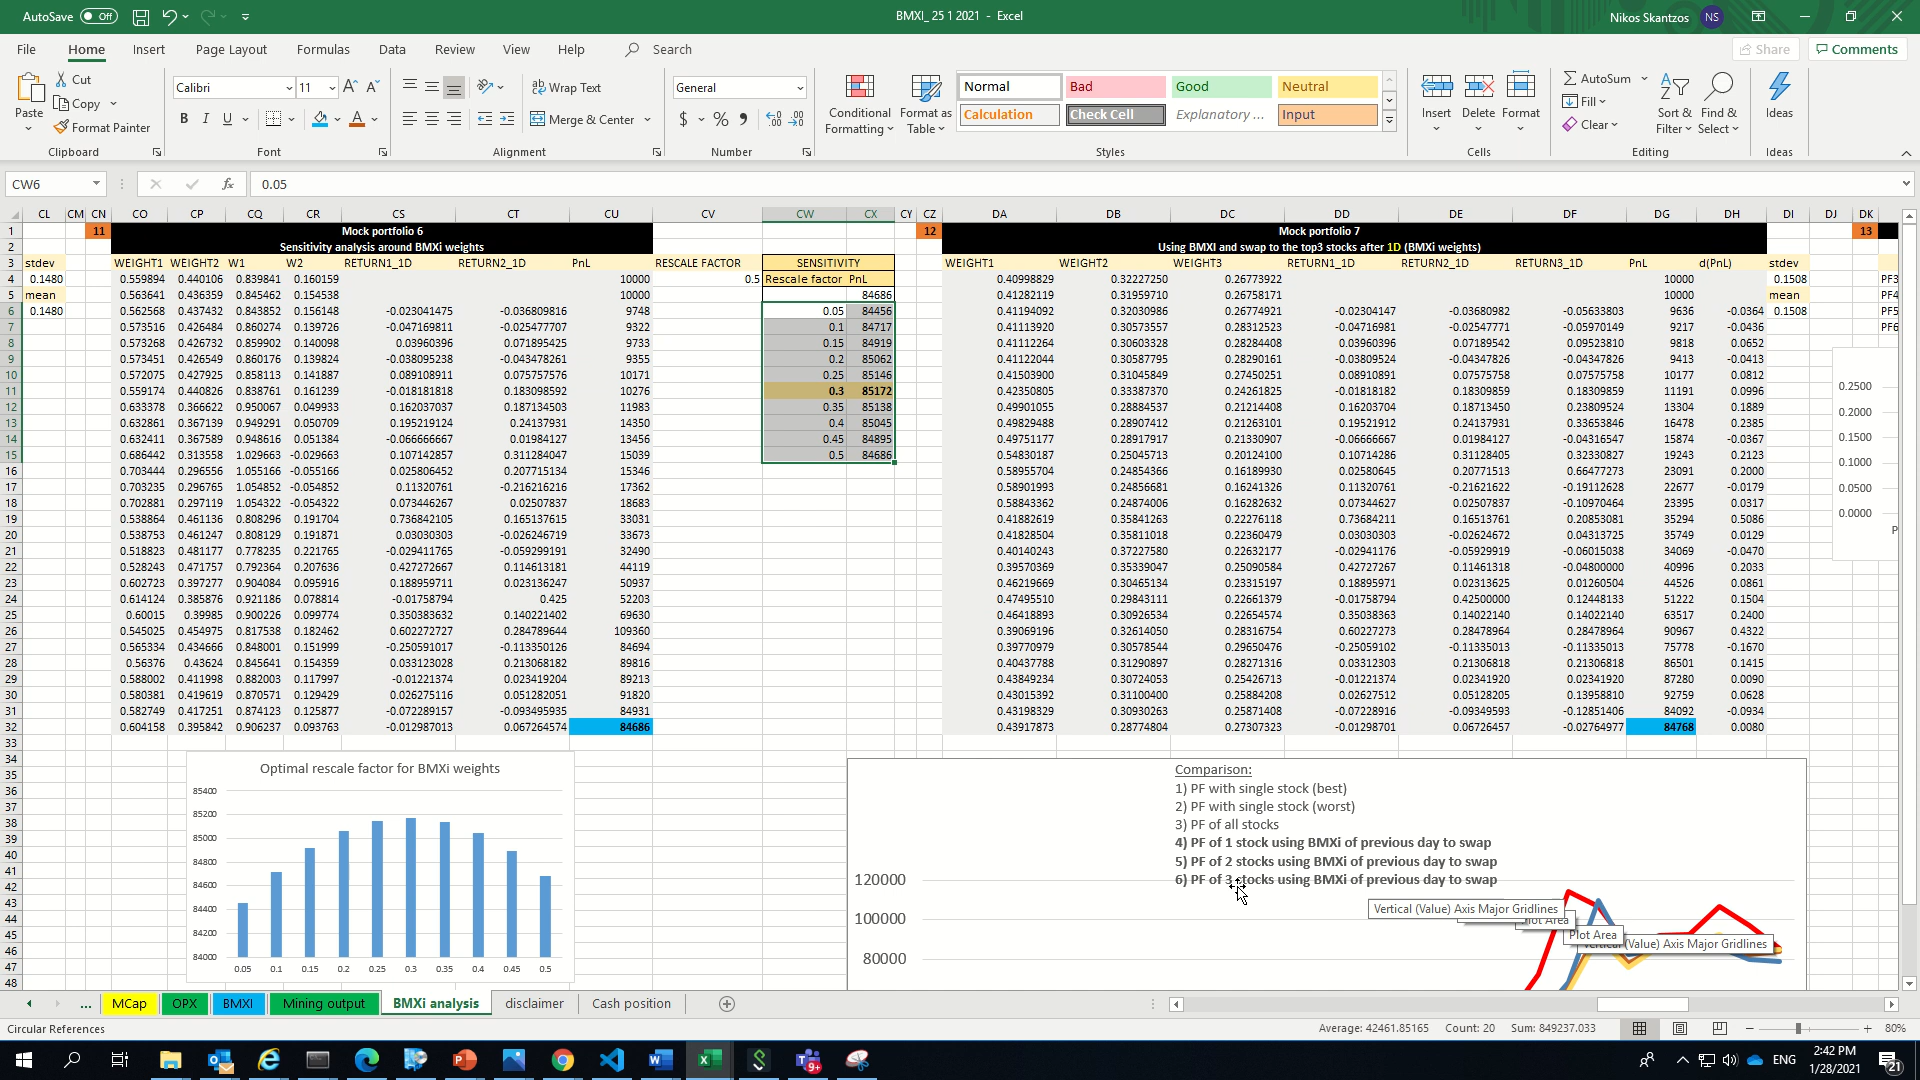 AutoSave Off BMXI_ 25 1 2021 - Excel Nikos Skantzos NS
File Home Insert Page Layout Formulas Data Review View Help Search Share Comments
Cut Calibri 11 Wrap Text General Normal Bad Good Neutral AutoSum
Copy Fill
Paste Format Painter Merge & Center Conditional Formatting Format as Table Calculation Check Cell Explanatory ... Input Insert Delete Format Clear Sort & Filter Find & Select Ideas
Clipboard Font Alignment Number Styles Cells Editing Ideas
CW6 fx 0.05
CL CM CN CO CP CQ CR CS CT CU CV CW CX CY CZ DA DB DC DD DE DF DG DH DI DJ DK
1 11 Mock portfolio 6 12 Mock portfolio 7 13
2 Sensitivity analysis around BMXi weights Using BMXI and swap to the top3 stocks after 1D (BMXi weights)
3 stdev WEIGHT1 WEIGHT2 W1 W2 RETURN1_1D RETURN2_1D PnL RESCALE FACTOR SENSITIVITY WEIGHT1 WEIGHT2 WEIGHT3 RETURN1_1D RETURN2_1D RETURN3_1D PnL d(PnL) stdev
4 0.1480 0.559894 0.440106 0.839841 0.160159 10000 0.5 Rescale factor PnL 0.40998829 0.32227250 0.26773922 10000 0.1508 PF3
5 mean 0.563641 0.436359 0.845462 0.154538 10000 84686 0.41282119 0.31959710 0.26758171 10000 mean PF4
6 0.1480 0.562568 0.437432 0.843852 0.156148 -0.023041475 -0.036809816 9748 0.05 84456 0.41194092 0.32030986 0.26774921 -0.02304147 -0.03680982 -0.05633803 9636 -0.0364 0.1508 PF5
7 0.573516 0.426484 0.860274 0.139726 -0.047169811 -0.025477707 9322 0.1 84717 0.41113920 0.30573557 0.28312523 -0.04716981 -0.02547771 -0.05970149 9217 -0.0436 PF6
8 0.573268 0.426732 0.859902 0.140098 0.03960396 0.071895425 9733 0.15 84919 0.41112264 0.30603328 0.28284408 0.03960396 0.07189542 0.09523810 9818 0.0652
9 0.573451 0.426549 0.860176 0.139824 -0.038095238 -0.043478261 9355 0.2 85062 0.41122044 0.30587795 0.28290161 -0.03809524 -0.04347826 -0.04347826 9413 -0.0413
10 0.572075 0.427925 0.858113 0.141887 0.089108911 0.075757576 10171 0.25 85146 0.41503900 0.31045849 0.27450251 0.08910891 0.07575758 0.07575758 10177 0.0812
11 0.559174 0.440826 0.838761 0.161239 -0.018181818 0.183098592 10276 0.3 85172 0.42350805 0.33387370 0.24261825 -0.01818182 0.18309859 0.18309859 11191 0.0996
12 0.633378 0.366622 0.950067 0.049933 0.162037037 0.187134503 11983 0.35 85138 0.49901055 0.28884537 0.21214408 0.16203704 0.18713450 0.23809524 13304 0.1889
13 0.632861 0.367139 0.949291 0.050709 0.195219124 0.24137931 14350 0.4 85045 0.49829488 0.28907412 0.21263101 0.19521912 0.24137931 0.33653846 16478 0.2385
14 0.632411 0.367589 0.948616 0.051384 -0.066666667 0.01984127 13456 0.45 84895 0.49751177 0.28917917 0.21330907 -0.06666667 0.01984127 -0.04316547 15874 -0.0367
15 0.686442 0.313558 1.029663 -0.029663 0.107142857 0.311284047 15039 0.5 84686 0.54830187 0.25045713 0.20124100 0.10714286 0.31128405 0.32330827 19243 0.2123
16 0.703444 0.296556 1.055166 -0.055166 0.025806452 0.207715134 15346 0.58955704 0.24854366 0.16189930 0.02580645 0.20771513 0.66477273 23091 0.2000
17 0.703235 0.296765 1.054852 -0.054852 0.11320761 -0.216216216 17362 0.58901993 0.24856681 0.16241326 0.11320761 -0.21621622 -0.19112628 22677 -0.0179
18 0.702881 0.297119 1.054322 -0.054322 0.073446267 0.02507837 18683 0.58843362 0.24874006 0.16282632 0.07344627 0.02507837 -0.10970464 23395 0.0317
19 0.538864 0.461136 0.808296 0.191704 0.736842105 0.165137615 33031 0.41882619 0.35841263 0.22276118 0.73684211 0.16513761 0.20853081 35294 0.5086
20 0.538753 0.461247 0.808129 0.191871 0.03030303 -0.026246719 33673 0.41828504 0.35811018 0.22360479 0.03030303 -0.02624672 0.04313725 35749 0.0129
21 0.518823 0.481177 0.778235 0.221765 -0.029411765 -0.059299191 32490 0.40140243 0.37227580 0.22632177 -0.02941176 -0.05929919 -0.06015038 34069 -0.0470
22 0.528243 0.471757 0.792364 0.207636 0.427272667 0.114613181 44119 0.39570369 0.35339047 0.25090584 0.42727267 0.11461318 -0.04800000 40996 0.2033
23 0.602723 0.397277 0.904084 0.095916 0.188959711 0.023136247 50937 0.46219669 0.30465134 0.23315197 0.18895971 0.02313625 0.01260504 44526 0.0861
24 0.614124 0.385876 0.921186 0.078814 -0.01758794 0.425 52203 0.47495510 0.29843111 0.22661379 -0.01758794 0.42500000 0.12448133 51222 0.1504
25 0.60015 0.39985 0.900226 0.099774 0.350383632 0.140221402 69630 0.46418893 0.30926534 0.22654574 0.35038363 0.14022140 0.14022140 63517 0.2400
26 0.545025 0.454975 0.817538 0.182462 0.602272727 0.284789644 109360 0.39069196 0.32614050 0.28316754 0.60227273 0.28478964 0.28478964 90967 0.4322
27 0.565334 0.434666 0.848001 0.151999 -0.250591017 -0.113350126 84694 0.39770979 0.30578544 0.29650476 -0.25059102 -0.11335013 -0.11335013 75778 -0.1670
28 0.56376 0.43624 0.845641 0.154359 0.033123028 0.213068182 89816 0.40437788 0.31290897 0.28271316 0.03312303 0.21306818 0.21306818 86501 0.1415
29 0.588002 0.411998 0.882003 0.117997 -0.01221374 0.023419204 89213 0.43849234 0.30724053 0.25426713 -0.01221374 0.02341920 0.02341920 87280 0.0090
30 0.580381 0.419619 0.870571 0.129429 0.026275116 0.051282051 91820 0.43015392 0.31100400 0.25884208 0.02627512 0.05128205 0.13958810 92759 0.0628
31 0.582749 0.417251 0.874123 0.125877 -0.072289157 -0.093495935 84931 0.43198329 0.30930263 0.25871408 -0.07228916 -0.09349593 -0.12851406 84092 -0.0934
32 0.604158 0.395842 0.906237 0.093763 -0.012987013 0.067264574 84686 0.43917873 0.28774804 0.27307323 -0.01298701 0.06726457 -0.02764977 84768 0.0080
0.2500
0.2000
0.1500
0.1000
0.0500
0.0000
P
33
34
35
36
37
38
39
40
41
42
43
44
45
46
47
48
Optimal rescale factor for BMXi weights
85400
85200
85000
84800
84600
84400
84200
84000
0.05 0.1 0.15 0.2 0.25 0.3 0.35 0.4 0.45 0.5
Comparison:
1) PF with single stock (best)
2) PF with single stock (worst)
3) PF of all stocks
4) PF of 1 stock using BMXi of previous day to swap
5) PF of 2 stocks using BMXi of previous day to swap
6) PF of 3 stocks using BMXi of previous day to swap
120000
100000
80000
Vertical (Value) Axis Major Gridlines
Plot Area
Plot Area
Vertical (Value) Axis Major Gridlines
... MCap OPX BMXI Mining output BMXi analysis disclaimer Cash position
Circular References Average: 42461.85165 Count: 20 Sum: 849237.033 80%
ENG 2:42 PM
1/28/2021 21